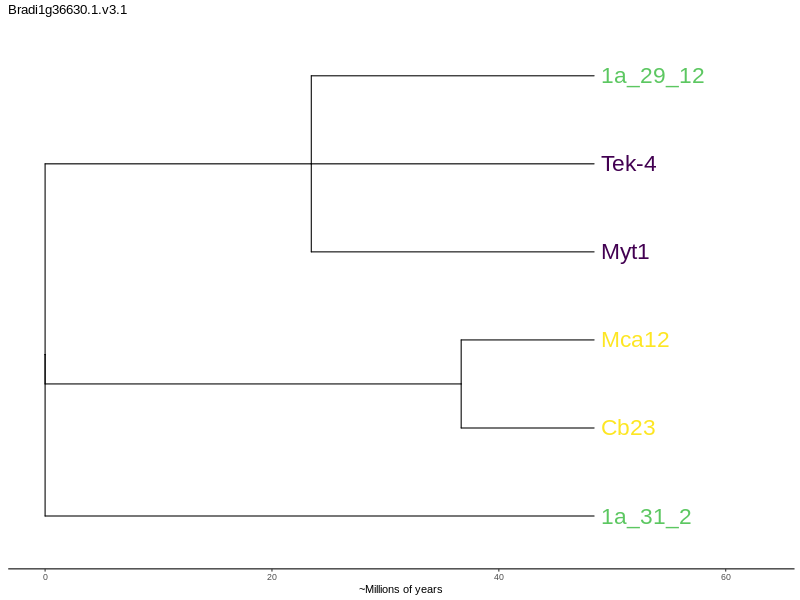 Bradi1g36630.1.v3.1
1a_29_12
Tek-4
Myt1
Mca12
Cb23
1a_31_2
0 20 40 60
~Millions of years